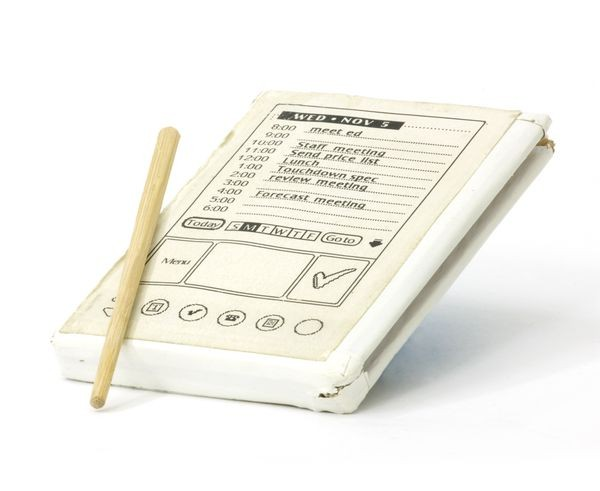 WED • NOV 5
8:00 meet ed
9:00
10:00 Staff meeting
11:00 Send price list
12:00 Lunch
1:00 Touchdown spec
2:00 review meeting
3:00
4:00 Forecast meeting
5:00
6:00
Today S M T W T F Go to
Menu